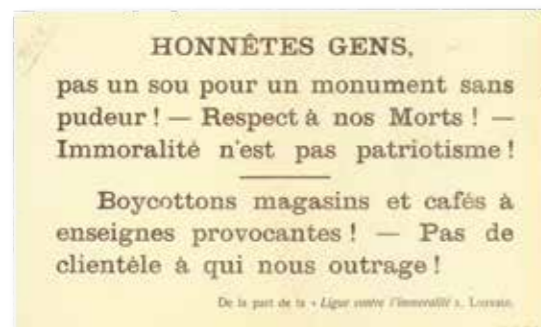 HONNÊTES GENS,
pas un sou pour un monument sans
pudeur ! — Respect à nos Morts ! —
Immoralité n'est pas patriotisme !
Boycottons magasins et cafés à
enseignes provocantes ! — Pas de
clientèle à qui nous outrage !
De la part de la « Ligue contre l'immoralité »,